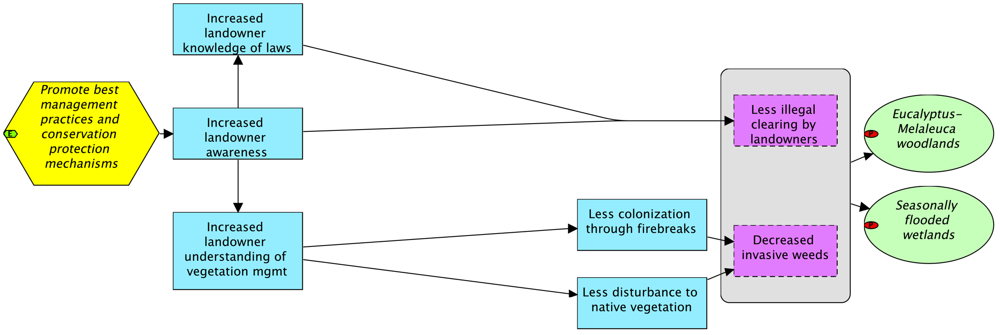 Increased
landowner
knowledge of laws
Promote best
management
practices and
conservation
protection
mechanisms
E
Increased
landowner
awareness
Less illegal
clearing by
landowners
Eucalyptus-
Melaleuca
woodlands
P
Increased
landowner
understanding of
vegetation mgmt
Less colonization
through firebreaks
Less disturbance to
native vegetation
Decreased
invasive weeds
Seasonally
flooded
wetlands
P